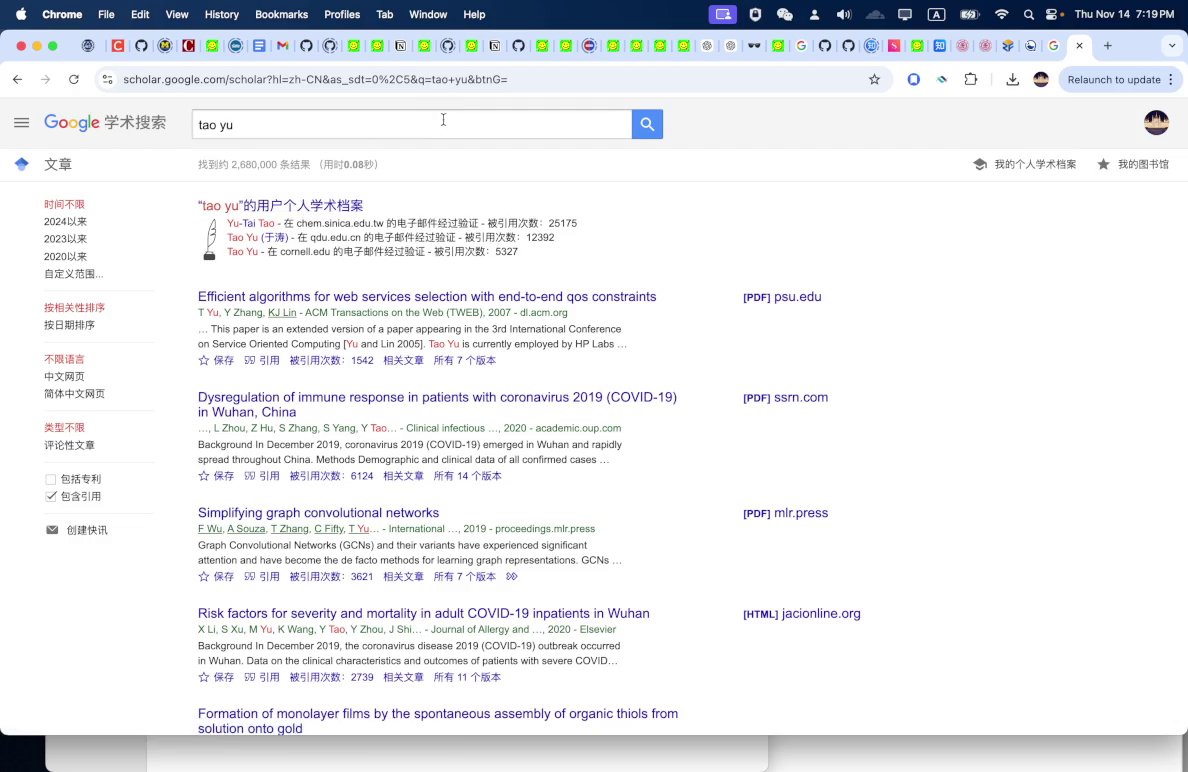 scholar.google.com/scholar?hl=zh-CN&as_sdt=0%2C5&q=tao+yu&btnG=
Relaunch to update
Google 学术搜索
tao yu
文章
找到约 2,680,000 条结果 （用时0.08秒）
我的个人学术档案
我的图书馆
时间不限
2024以来
2023以来
2020以来
自定义范围...
按相关性排序
按日期排序
不限语言
中文网页
简体中文网页
类型不限
评论性文章
包括专利
包含引用
创建快讯
“tao yu”的用户个人学术档案
Yu-Tai Tao - 在 chem.sinica.edu.tw 的电子邮件经过验证 - 被引用次数：25175
Tao Yu (于涛) - 在 qdu.edu.cn 的电子邮件经过验证 - 被引用次数：12392
Tao Yu - 在 cornell.edu 的电子邮件经过验证 - 被引用次数：5327
Efficient algorithms for web services selection with end-to-end qos constraints
[PDF] psu.edu
T Yu, Y Zhang, KJ Lin - ACM Transactions on the Web (TWEB), 2007 - dl.acm.org
… This paper is an extended version of a paper appearing in the 3rd International Conference
on Service Oriented Computing [Yu and Lin 2005]. Tao Yu is currently employed by HP Labs …
保存 引用 被引用次数：1542 相关文章 所有 7 个版本
Dysregulation of immune response in patients with coronavirus 2019 (COVID-19)
in Wuhan, China
[PDF] ssrn.com
…, L Zhou, Z Hu, S Zhang, S Yang, Y Tao… - Clinical infectious …, 2020 - academic.oup.com
Background In December 2019, coronavirus 2019 (COVID-19) emerged in Wuhan and rapidly
spread throughout China. Methods Demographic and clinical data of all confirmed cases …
保存 引用 被引用次数：6124 相关文章 所有 14 个版本
Simplifying graph convolutional networks
[PDF] mlr.press
F Wu, A Souza, T Zhang, C Fifty, T Yu… - International …, 2019 - proceedings.mlr.press
Graph Convolutional Networks (GCNs) and their variants have experienced significant
attention and have become the de facto methods for learning graph representations. GCNs …
保存 引用 被引用次数：3621 相关文章 所有 7 个版本
Risk factors for severity and mortality in adult COVID-19 inpatients in Wuhan
[HTML] jacionline.org
X Li, S Xu, M Yu, K Wang, Y Tao, Y Zhou, J Shi… - Journal of Allergy and …, 2020 - Elsevier
Background In December 2019, the coronavirus disease 2019 (COVID-19) outbreak occurred
in Wuhan. Data on the clinical characteristics and outcomes of patients with severe COVID…
保存 引用 被引用次数：2739 相关文章 所有 11 个版本
Formation of monolayer films by the spontaneous assembly of organic thiols from
solution onto gold